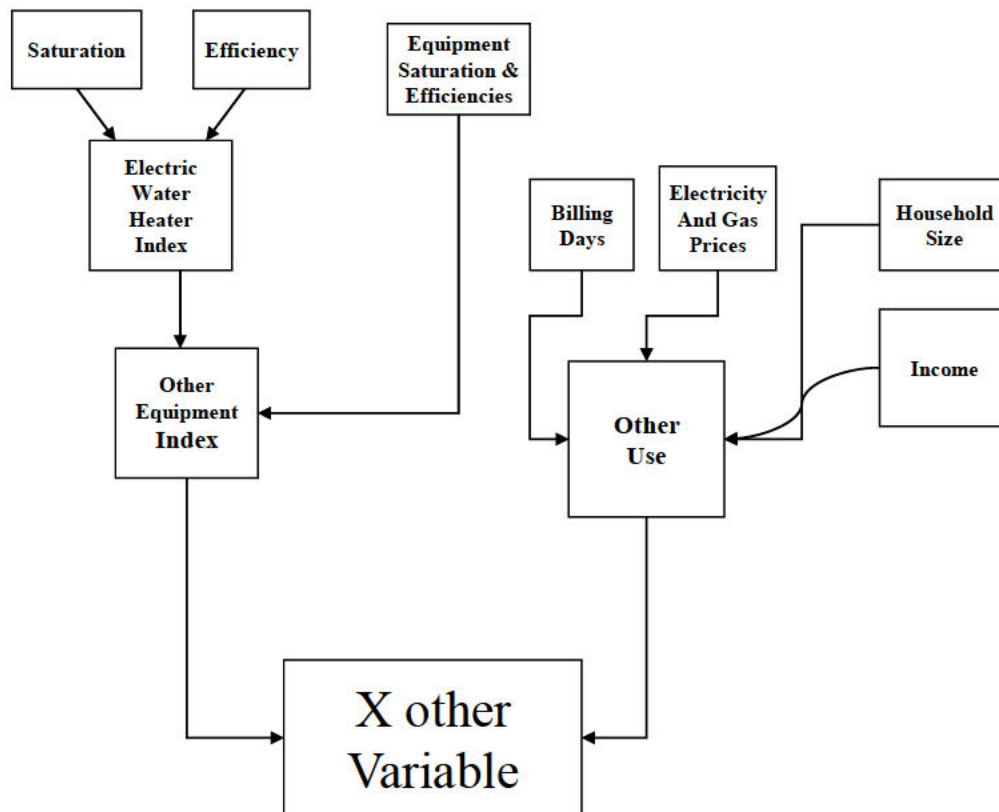 Saturation
Efficiency
Equipment
Saturation &
Efficiencies
Electric
Water
Heater
Index
Billing
Days
Electricity
And Gas
Prices
Household
Size
Income
Other
Equipment
Index
Other
Use
X other
Variable